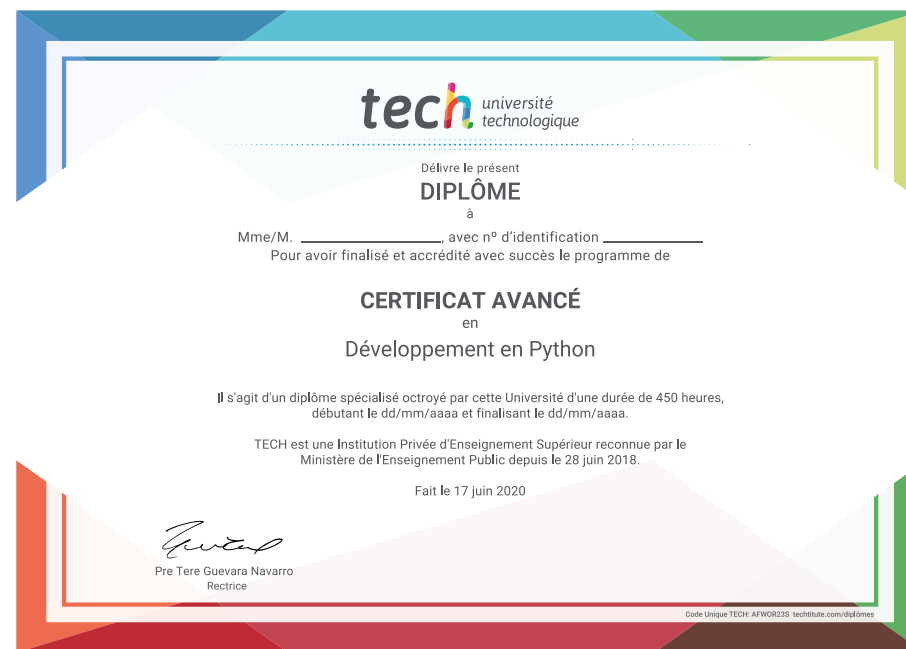 tech université
technologique
Délivre le présent
DIPLÔME
à
Mme/M. ____________________, avec nº d'identification ______________
Pour avoir finalisé et accrédité avec succès le programme de
CERTIFICAT AVANCÉ
en
Développement en Python
Il s'agit d'un diplôme spécialisé octroyé par cette Université d'une durée de 450 heures,
débutant le dd/mm/aaaa et finalisant le dd/mm/aaaa.
TECH est une Institution Privée d'Enseignement Supérieur reconnue par le
Ministère de l'Enseignement Public depuis le 28 juin 2018.
Fait le 17 juin 2020
Pre Tere Guevara Navarro
Rectrice
Code Unique TECH: AFWOR23S techtitute.com/diplômes